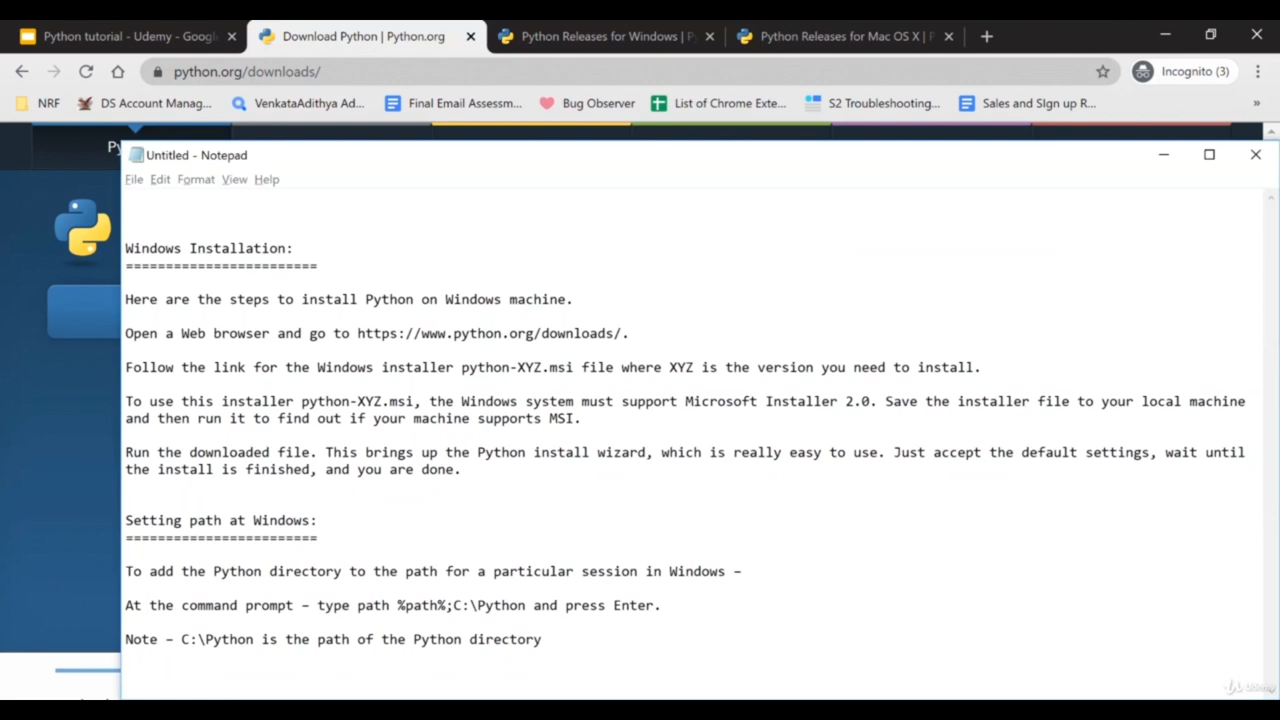 Python tutorial - Udemy - Googl
Download Python | Python.org
Python Releases for Windows | Py
Python Releases for Mac OS X | P
python.org/downloads/
Incognito (3)
NRF
DS Account Manag...
VenkataAdithya Ad...
Final Email Assessm...
Bug Observer
List of Chrome Exte...
S2 Troubleshooting...
Sales and SIgn up R...
»
Py
Untitled - Notepad
File Edit Format View Help
Windows Installation:
========================
Here are the steps to install Python on Windows machine.
Open a Web browser and go to https://www.python.org/downloads/.
Follow the link for the Windows installer python-XYZ.msi file where XYZ is the version you need to install.
To use this installer python-XYZ.msi, the Windows system must support Microsoft Installer 2.0. Save the installer file to your local machine
and then run it to find out if your machine supports MSI.
Run the downloaded file. This brings up the Python install wizard, which is really easy to use. Just accept the default settings, wait until
the install is finished, and you are done.
Setting path at Windows:
========================
To add the Python directory to the path for a particular session in Windows –
At the command prompt – type path %path%;C:\Python and press Enter.
Note – C:\Python is the path of the Python directory
Udemy